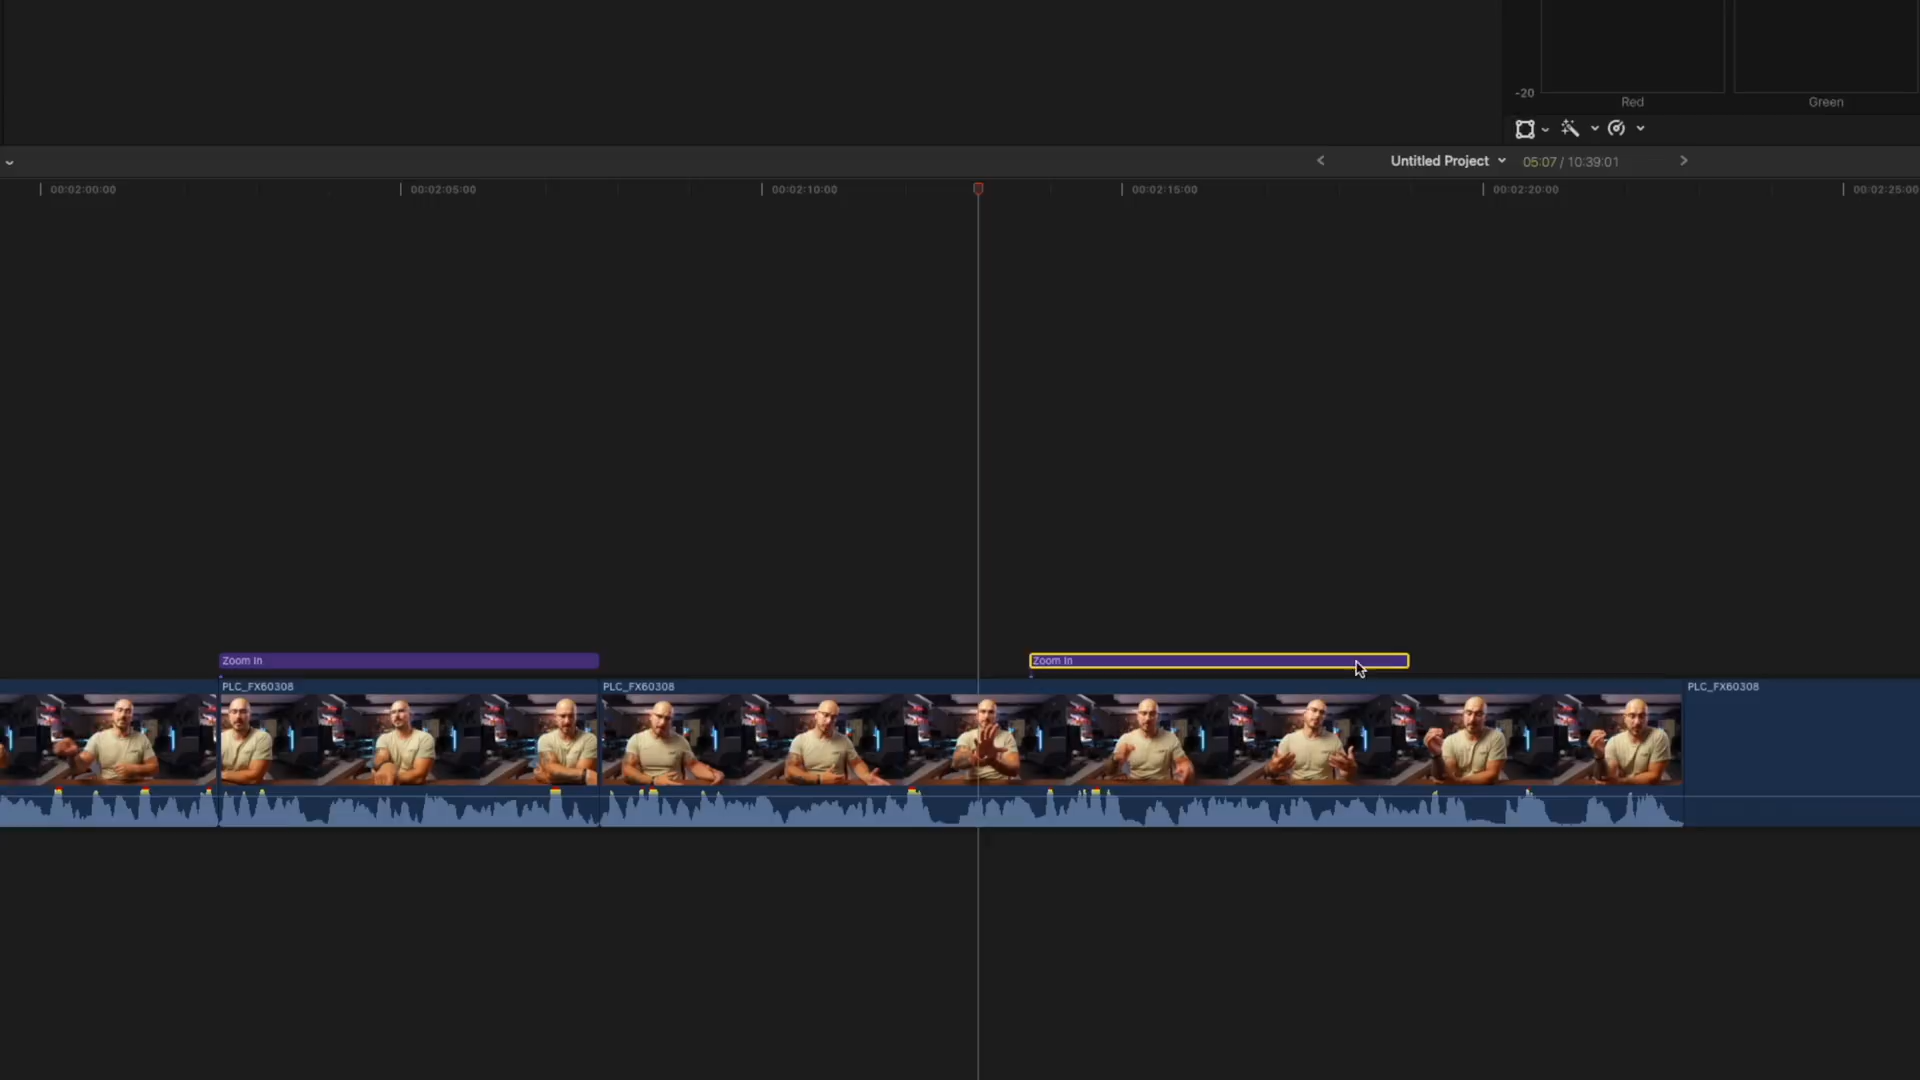 -20
Red
Green
Untitled Project
05:07 / 10:39:01
00:02:00:00
00:02:05:00
00:02:10:00
00:02:15:00
00:02:20:00
00:02:25:00
Zoom In
Zoom In
PLC_FX60308
PLC_FX60308
PLC_FX60308